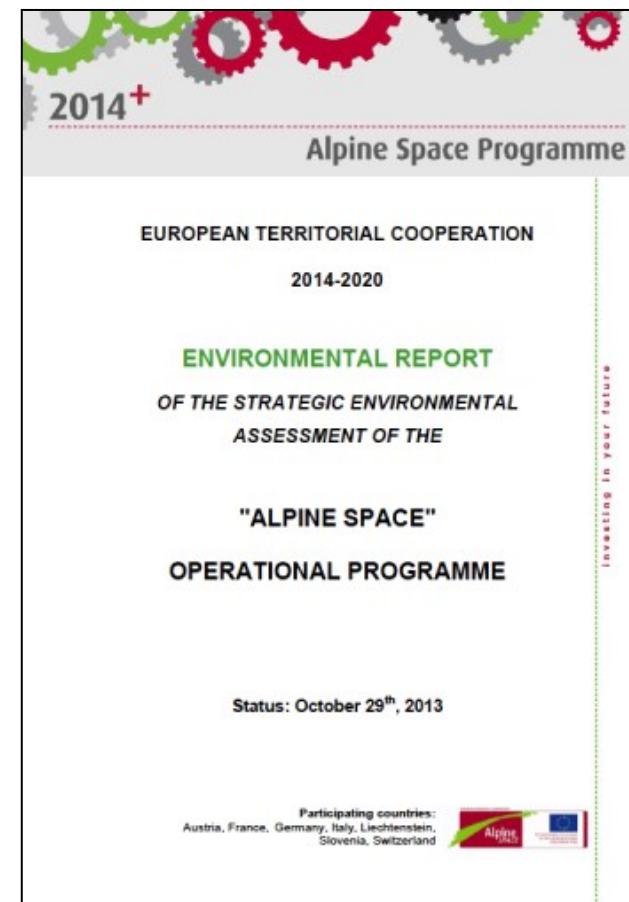 2014+
Alpine Space Programme
EUROPEAN TERRITORIAL COOPERATION
2014-2020
ENVIRONMENTAL REPORT
OF THE STRATEGIC ENVIRONMENTAL
ASSESSMENT OF THE
"ALPINE SPACE"
OPERATIONAL PROGRAMME
investing in your future
Status: October 29th, 2013
Participating countries:
Austria, France, Germany, Italy, Liechtenstein,
Slovenia, Switzerland
Alpine
Space